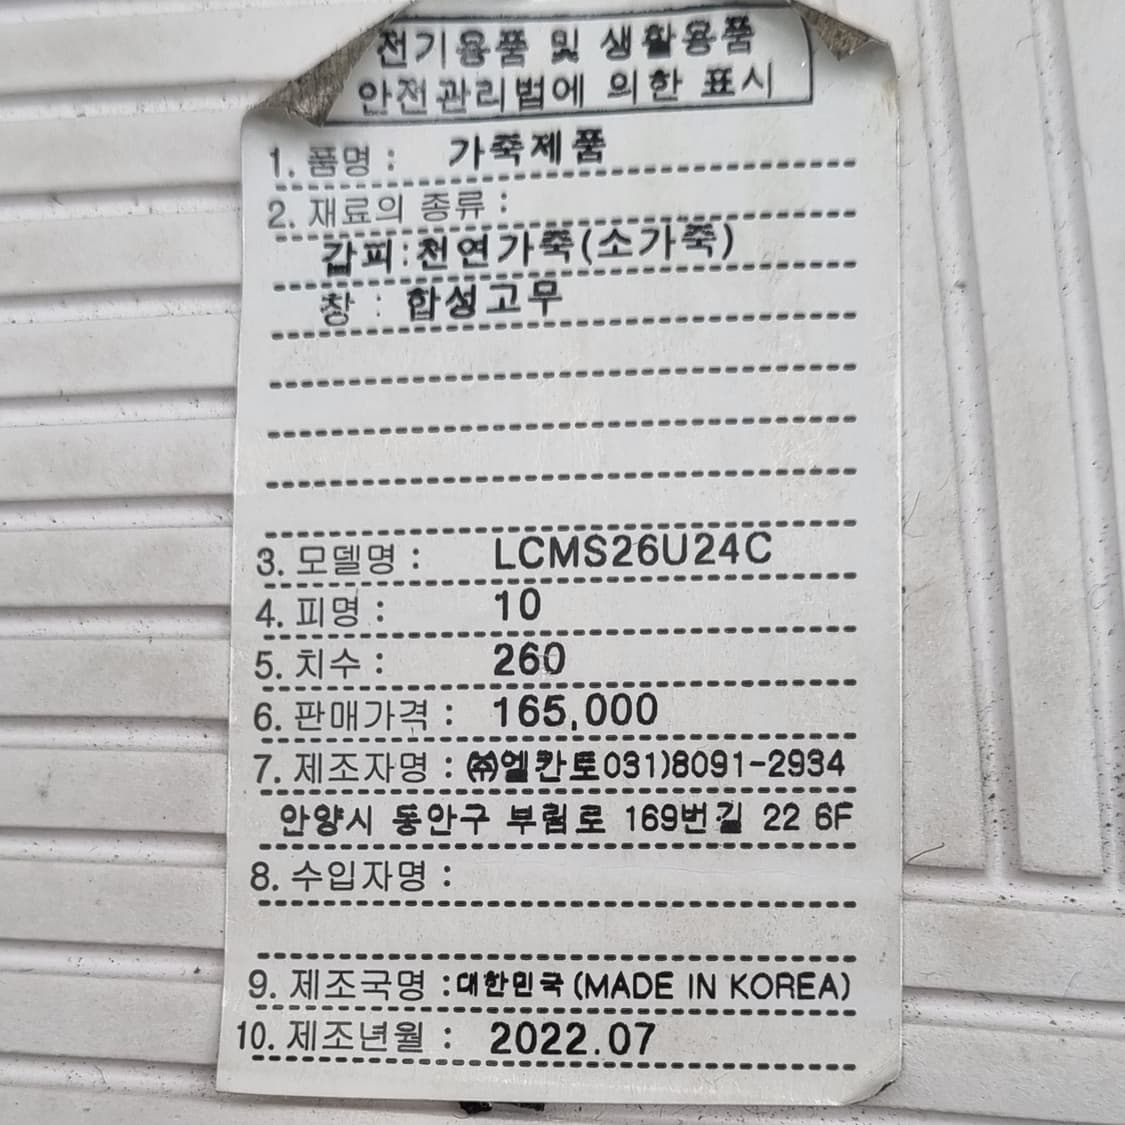 전기용품 및 생활용품
안전관리법에 의한 표시
1. 품명 : 가죽제품
2. 재료의 종류 :
갑피:천연가죽(소가죽)
창 : 합성고무
3. 모델명 : LCMS26U24C
4. 피명 : 10
5. 치수 : 260
6. 판매가격 : 165,000
7. 제조자명 : ㈜엘칸토031)8091-2934
안양시 동안구 부림로 169번길 22 6F
8. 수입자명 :
9. 제조국명 :대한민국(MADE IN KOREA)
10. 제조년월 : 2022.07